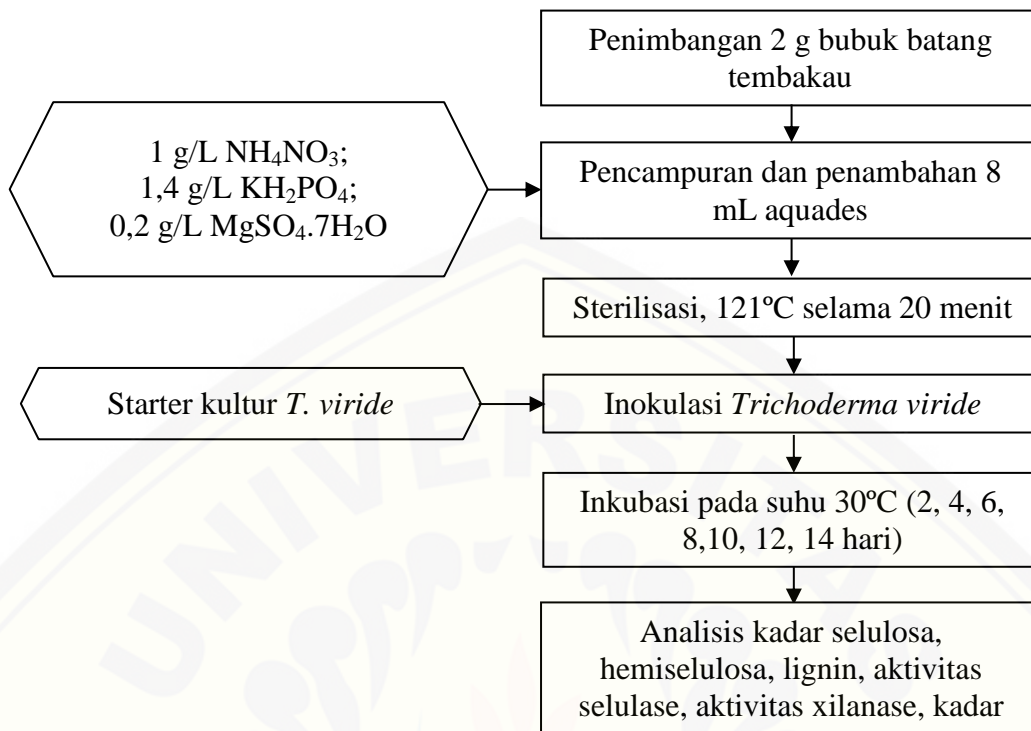 Penimbangan 2 g bubuk batang
tembakau
1 g/L NH₄NO₃;
1,4 g/L KH₂PO₄;
0,2 g/L MgSO₄.7H₂O
Pencampuran dan penambahan 8
mL aquades
Sterilisasi, 121ºC selama 20 menit
Starter kultur T. viride
Inokulasi Trichoderma viride
Inkubasi pada suhu 30ºC (2, 4, 6,
8,10, 12, 14 hari)
Analisis kadar selulosa,
hemiselulosa, lignin, aktivitas
selulase, aktivitas xilanase, kadar
UNIVERSITAS